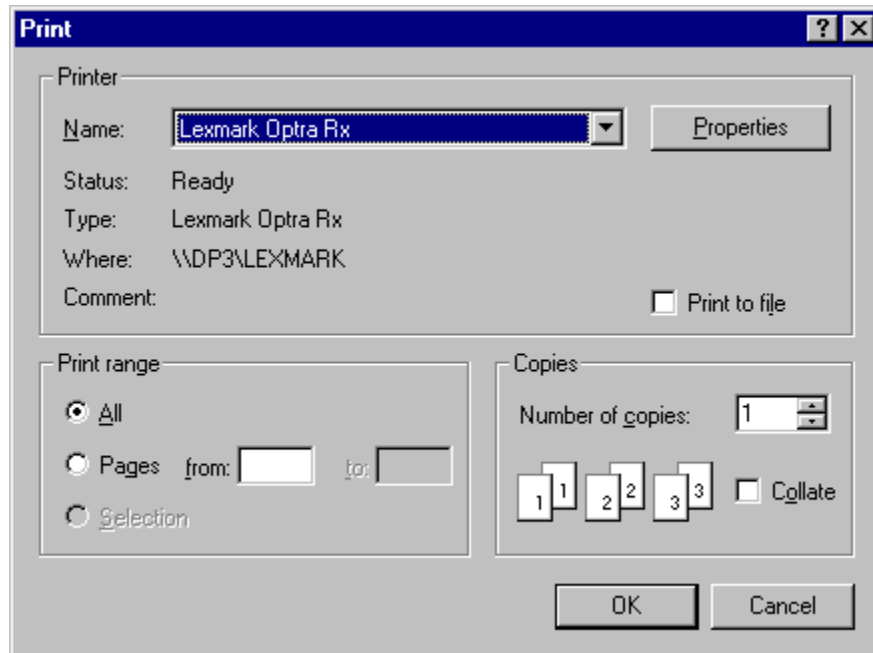 Print
Printer
Name: Lexmark Optra Rx Properties
Status: Ready
Type: Lexmark Optra Rx
Where: \\DP3\LEXMARK
Comment: Print to file
Print range
All
Pages from: to:
Selection
Copies
Number of copies: 1
1 1 2 2 3 3 Collate
OK Cancel